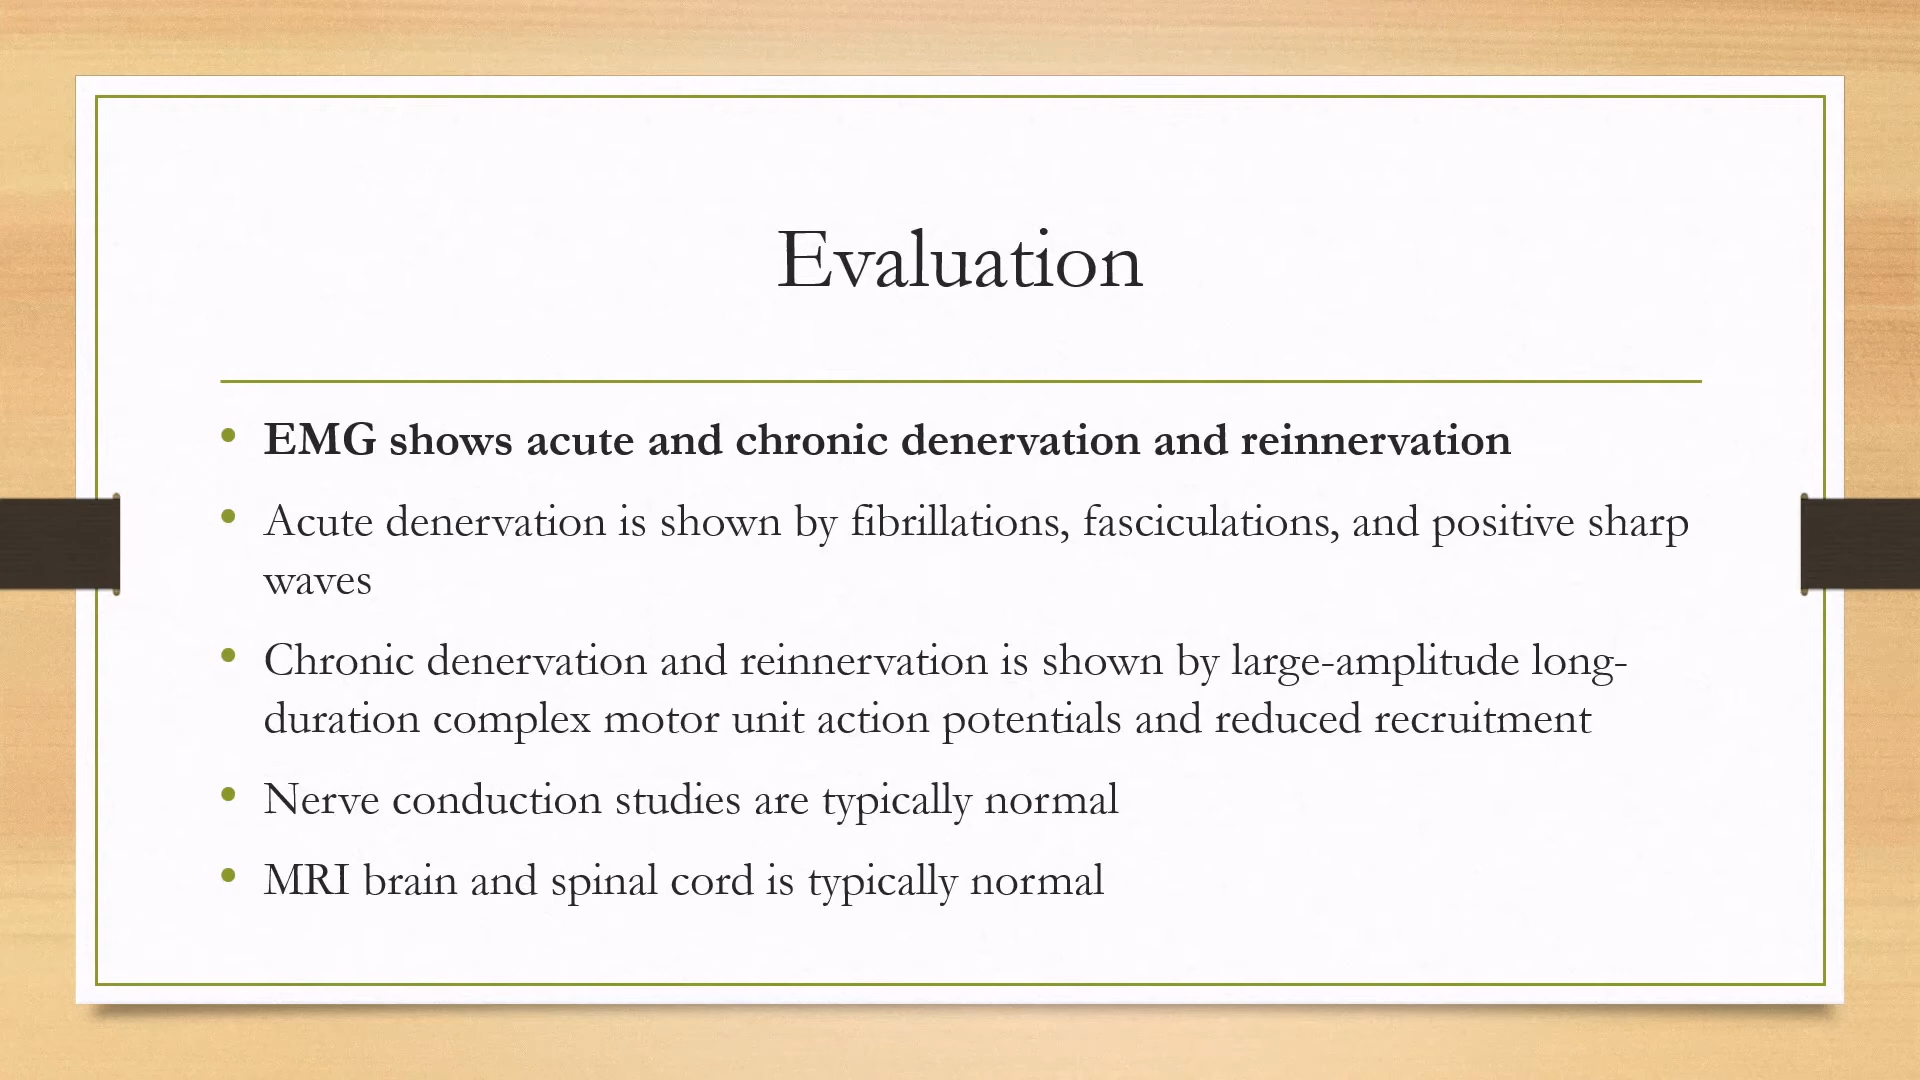 Evaluation
• EMG shows acute and chronic denervation and reinnervation
• Acute denervation is shown by fibrillations, fasciculations, and positive sharp
waves
• Chronic denervation and reinnervation is shown by large-amplitude long-
duration complex motor unit action potentials and reduced recruitment
• Nerve conduction studies are typically normal
• MRI brain and spinal cord is typically normal